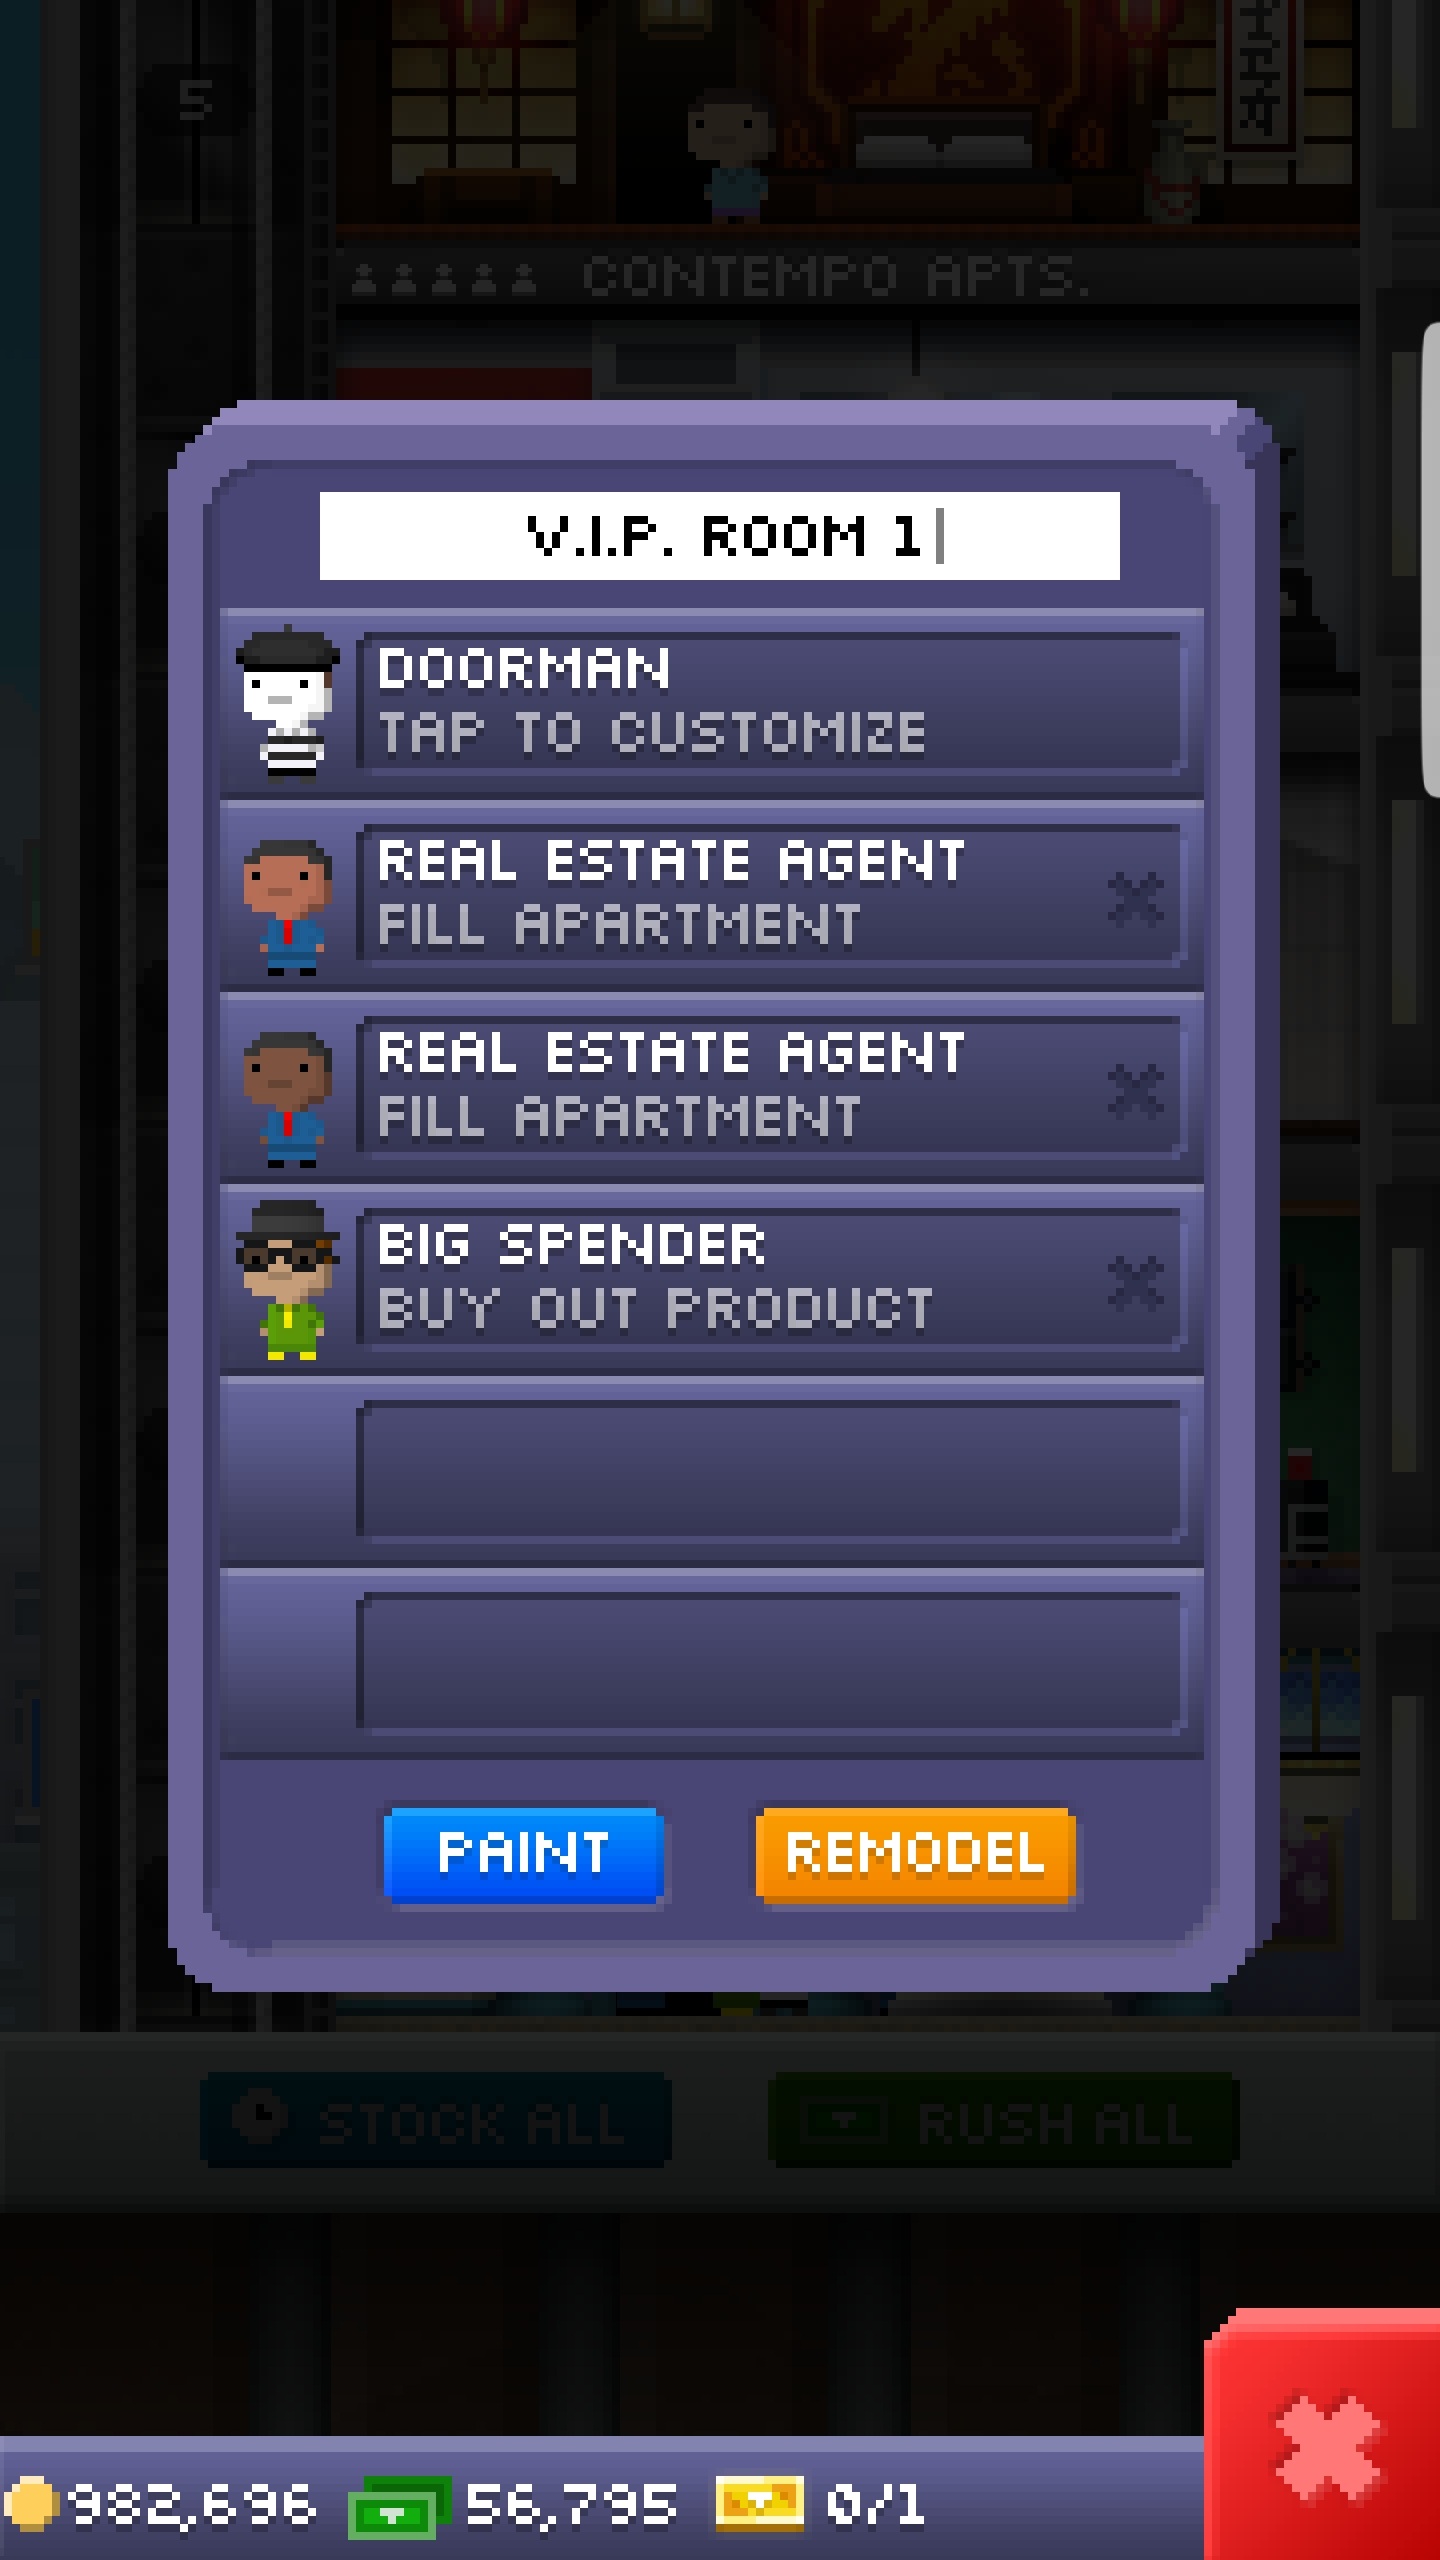 5
CONTEMPO APTS.
V.I.P. ROOM 1
DOORMAN
TAP TO CUSTOMIZE
REAL ESTATE AGENT
FILL APARTMENT
REAL ESTATE AGENT
FILL APARTMENT
BIG SPENDER
BUY OUT PRODUCT
PAINT
REMODEL
STOCK ALL
RUSH ALL
982,696
56,795
0/1